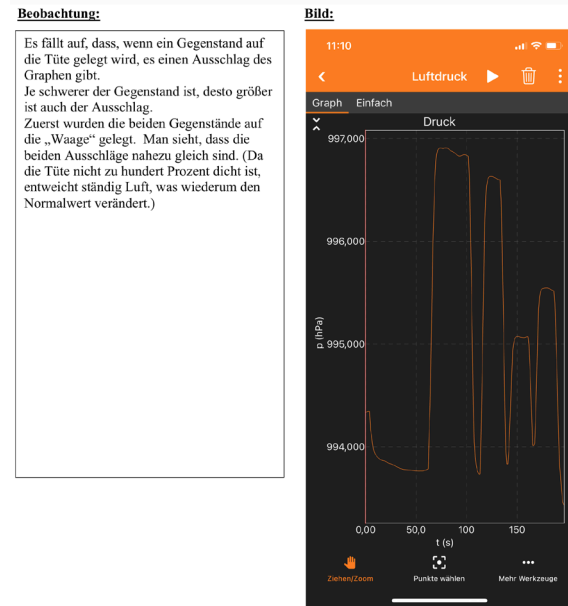 Beobachtung:
Es fällt auf, dass, wenn ein Gegenstand auf
die Tüte gelegt wird, es einen Ausschlag des
Graphen gibt.
Je schwerer der Gegenstand ist, desto größer
ist auch der Ausschlag.
Zuerst wurden die beiden Gegenstände auf
die „Waage“ gelegt.  Man sieht, dass die
beiden Ausschläge nahezu gleich sind. (Da
die Tüte nicht zu hundert Prozent dicht ist,
entweicht ständig Luft, was wiederum den
Normalwert verändert.)
Bild:
11:10
Luftdruck
Graph Einfach
Druck
997,000
996,000
995,000
994,000
p (hPa)
0,00 50,0 100 150
t (s)
Ziehen/Zoom Punkte wählen Mehr Werkzeuge